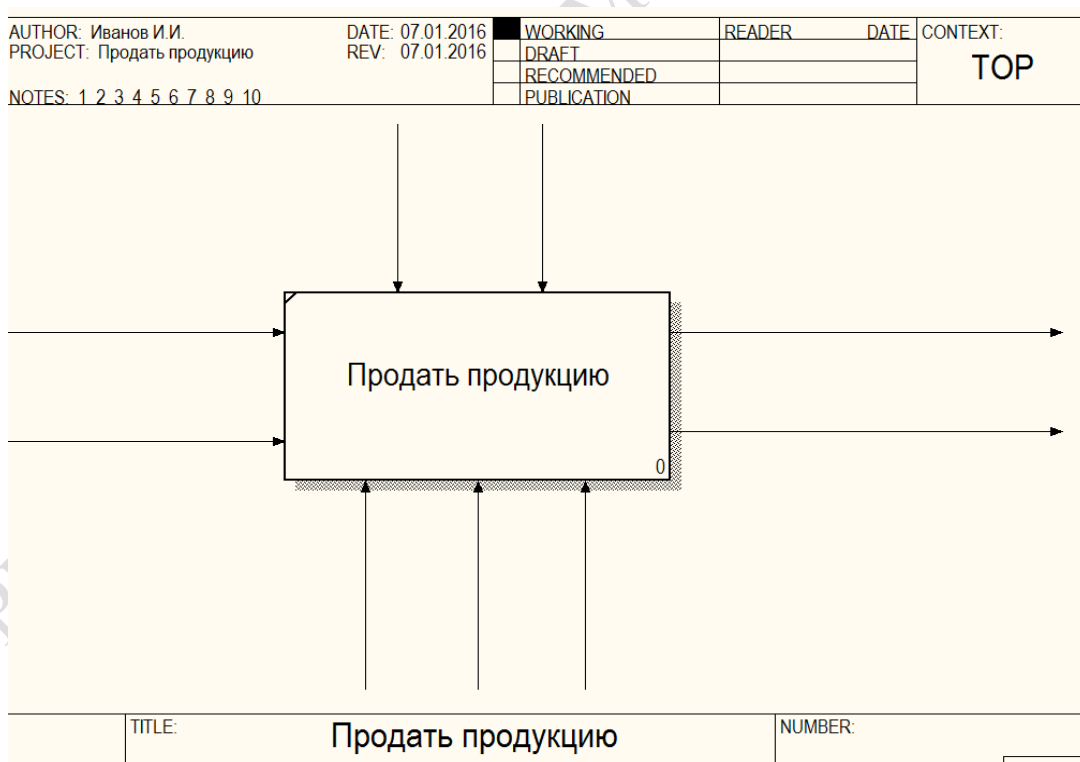 AUTHOR: Иванов И.И. DATE: 07.01.2016 WORKING READER DATE CONTEXT:
PROJECT: Продать продукцию REV: 07.01.2016 DRAFT TOP
RECOMMENDED
NOTES: 1 2 3 4 5 6 7 8 9 10 PUBLICATION
Продать продукцию
0
TITLE: Продать продукцию NUMBER: